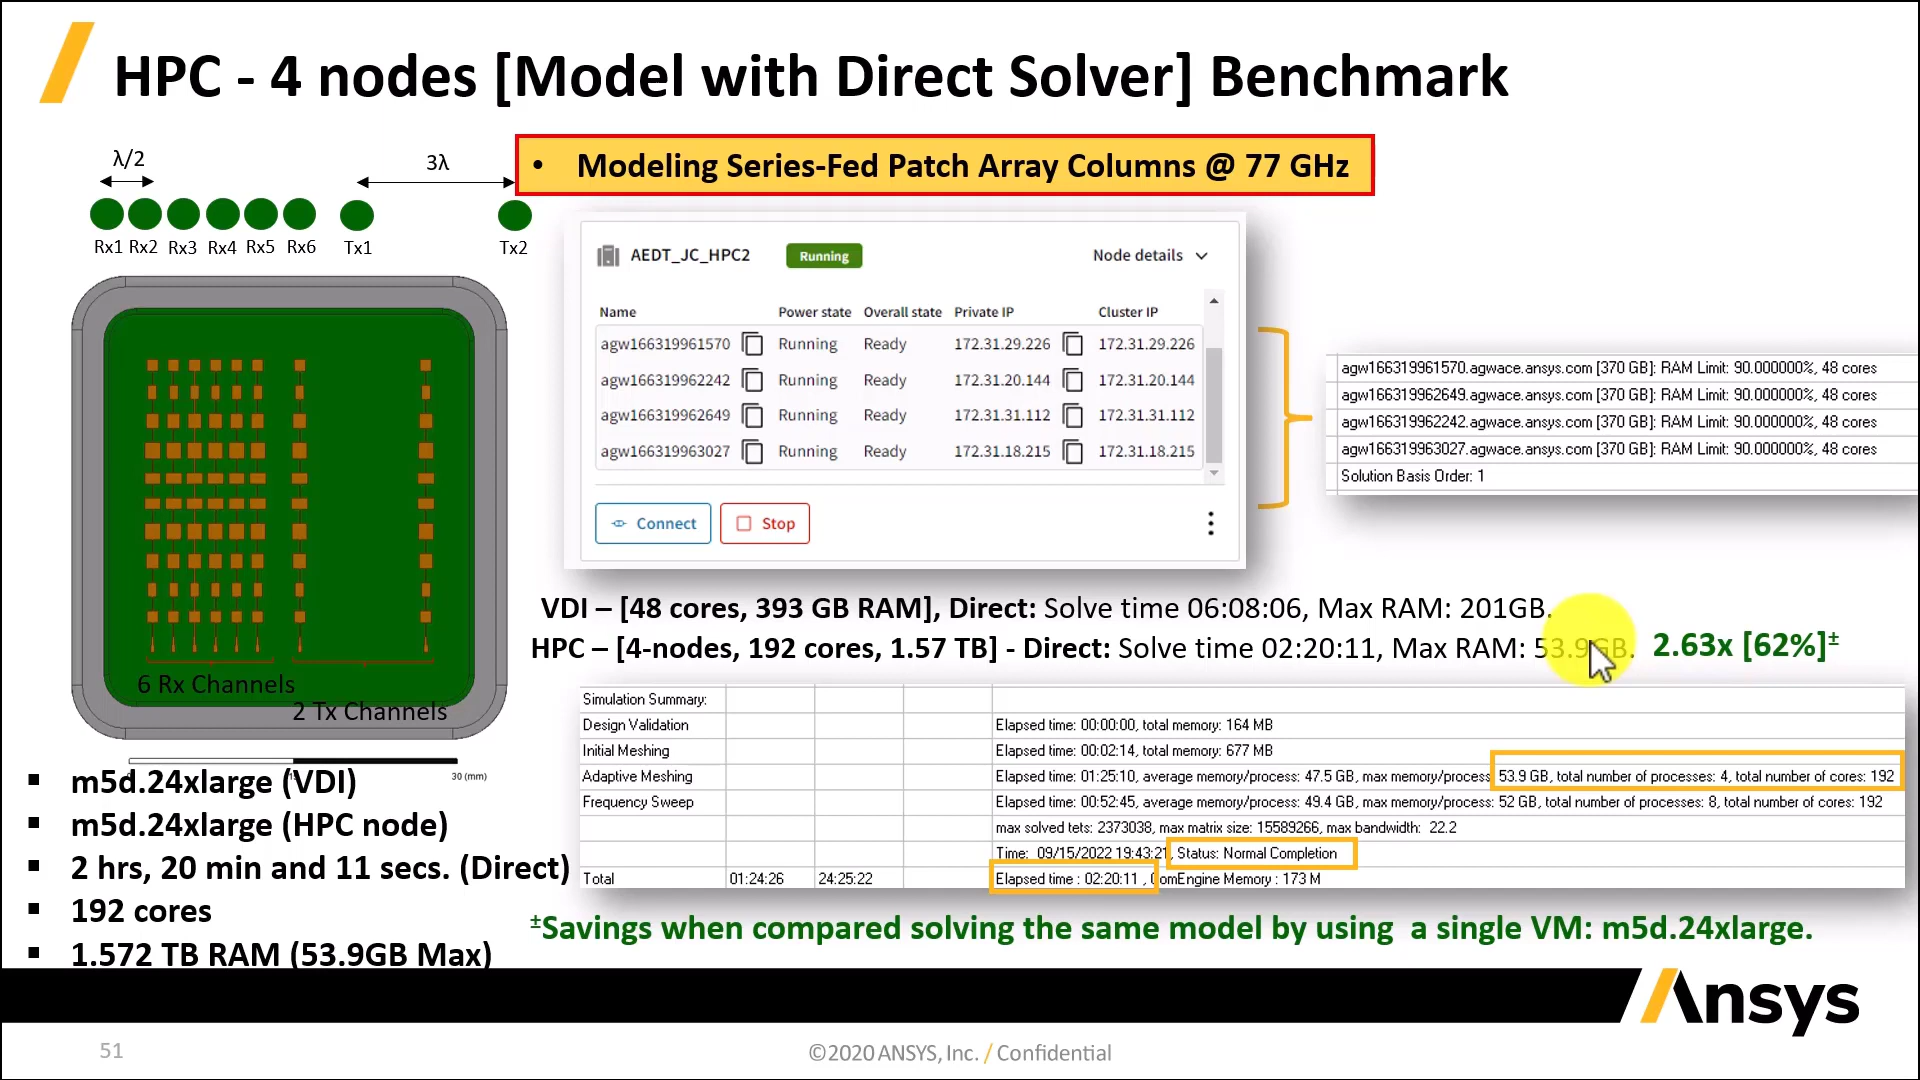 HPC - 4 nodes [Model with Direct Solver] Benchmark
• Modeling Series-Fed Patch Array Columns @ 77 GHz
λ/2
3λ
Rx1 Rx2 Rx3 Rx4 Rx5 Rx6 Tx1 Tx2
6 Rx Channels
2 Tx Channels
30 (mm)
AEDT_JC_HPC2 Running Node details
Name Power state Overall state Private IP Cluster IP
agw166319961570 Running Ready 172.31.29.226 172.31.29.226
agw166319962242 Running Ready 172.31.20.144 172.31.20.144
agw166319962649 Running Ready 172.31.31.112 172.31.31.112
agw166319963027 Running Ready 172.31.18.215 172.31.18.215
Connect Stop
agw166319961570.agwace.ansys.com [370 GB]: RAM Limit: 90.000000%, 48 cores
agw166319962649.agwace.ansys.com [370 GB]: RAM Limit: 90.000000%, 48 cores
agw166319962242.agwace.ansys.com [370 GB]: RAM Limit: 90.000000%, 48 cores
agw166319963027.agwace.ansys.com [370 GB]: RAM Limit: 90.000000%, 48 cores
Solution Basis Order: 1
VDI – [48 cores, 393 GB RAM], Direct: Solve time 06:08:06, Max RAM: 201GB.
HPC – [4-nodes, 192 cores, 1.57 TB] - Direct: Solve time 02:20:11, Max RAM: 53.9GB. 2.63x [62%]±
Simulation Summary:
Design Validation Elapsed time: 00:00:00, total memory: 164 MB
Initial Meshing Elapsed time: 00:02:14, total memory: 677 MB
Adaptive Meshing Elapsed time: 01:25:10, average memory/process: 47.5 GB, max memory/process 53.9 GB, total number of processes: 4, total number of cores: 192
Frequency Sweep Elapsed time: 00:52:45, average memory/process: 49.4 GB, max memory/process: 52 GB, total number of processes: 8, total number of cores: 192
max solved tets: 2373038, max matrix size: 15589266, max bandwidth: 22.2
Time: 09/15/2022 19:43:21, Status: Normal Completion
Total 01:24:26 24:25:22 Elapsed time : 02:20:11 , ComEngine Memory : 173 M
▪ m5d.24xlarge (VDI)
▪ m5d.24xlarge (HPC node)
▪ 2 hrs, 20 min and 11 secs. (Direct)
▪ 192 cores
▪ 1.572 TB RAM (53.9GB Max)
±Savings when compared solving the same model by using a single VM: m5d.24xlarge.
Ansys
51
©2020 ANSYS, Inc. / Confidential